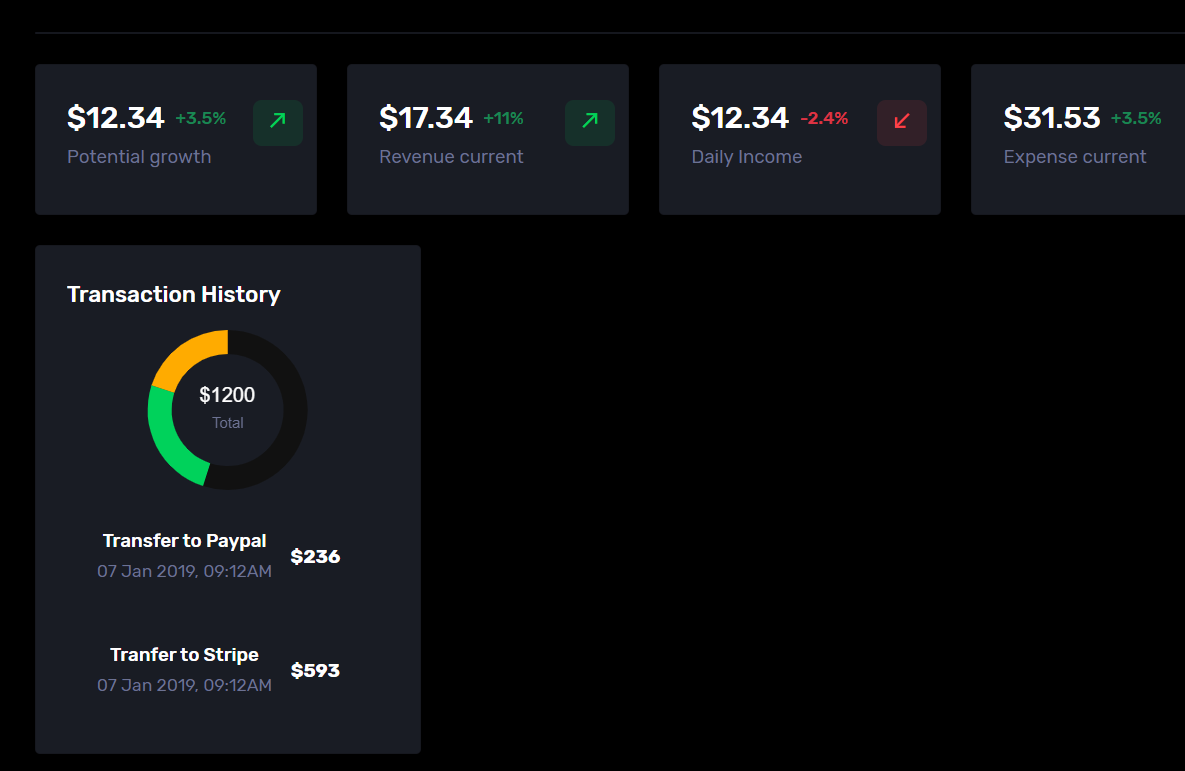 $12.34 +3.5%
Potential growth
$17.34 +11%
Revenue current
$12.34 -2.4%
Daily Income
$31.53 +3.5%
Expense current
Transaction History
$1200
Total
Transfer to Paypal
07 Jan 2019, 09:12AM
$236
Tranfer to Stripe
07 Jan 2019, 09:12AM
$593